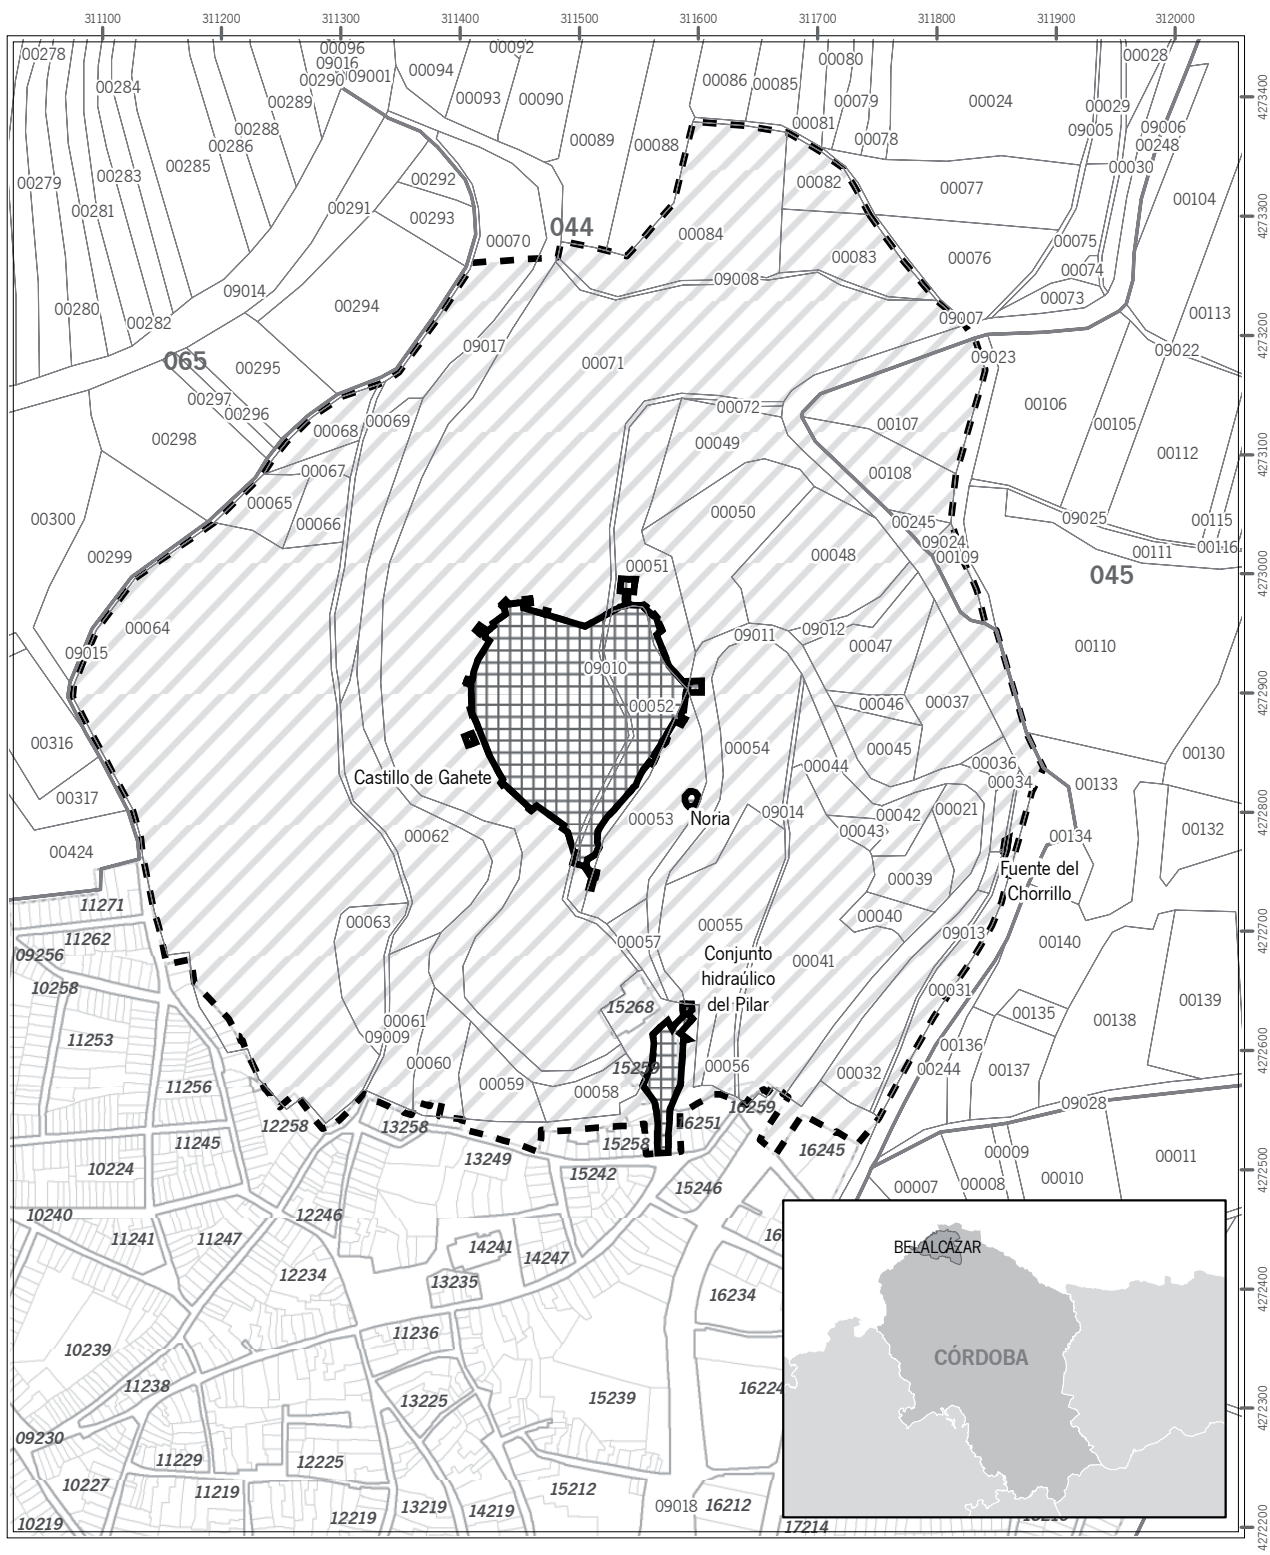 311100 311200 311300 311400 311500 311600 311700 311800 311900 312000
00278 00096 00092 00080 00028
09016 00094 00086 00085
00290 09001
00284 00289 00093 00090 00079 00024 00029 4273400
00288 00089 00081 09005 09006
00286 00088 00078 00248
00285 00030
00279 00283 00292 00082 00077 00104
00281 00291 00293 044 4273300
00070 00084 00075
00083 00076 00074
09014 09008 00073
00280 00282 00294 09007 00113
065 09017 00071 09023 09022 4273200
00295
00297 00296 00069 00072 00106
00298 00068 00049 00107 00105 00112
00067 00108 4273100
00300 00065 00066 00050 00245 09025 00115
00299 00051 00048 09024 00109 00111 00116
045 4273000
00064 09011 09012
09015 09010 00047 00110
00052 00046 00037 4272900
00316 00054 00045 00036 00130
Castillo de Gahete 00044 00034 00133
00317 Noria 09014 00042 00021 4272800
00424 00062 00053 00043 00134 00132
Fuente del
Chorrillo
00039
11271 00063 00055 00040
11262 00057 09013 00140 4272700
09256 Conjunto
hidraúlico
del Pilar
00041
10258 15268 00031 00139
11253 00061 09009 00135 00138
00060 15259 00056 00136 4272600
11256 00059 00058 00032 00244 00137
12258 13258 16251 16259 09028
11245 15258 16245 00009
10224 13249 15242 00011 4272500
15246 00007 00008 00010
10240 12246
11241 11247 14241 14247 16
BELALCÁZAR
12234 13235 16234 4272400
11236
10239 CÓRDOBA
11238 13225 15239 16224 4272300
09230
11229 12225
10227 11219 15212
10219 12219 13219 14219 09018 16212 17214 4272200